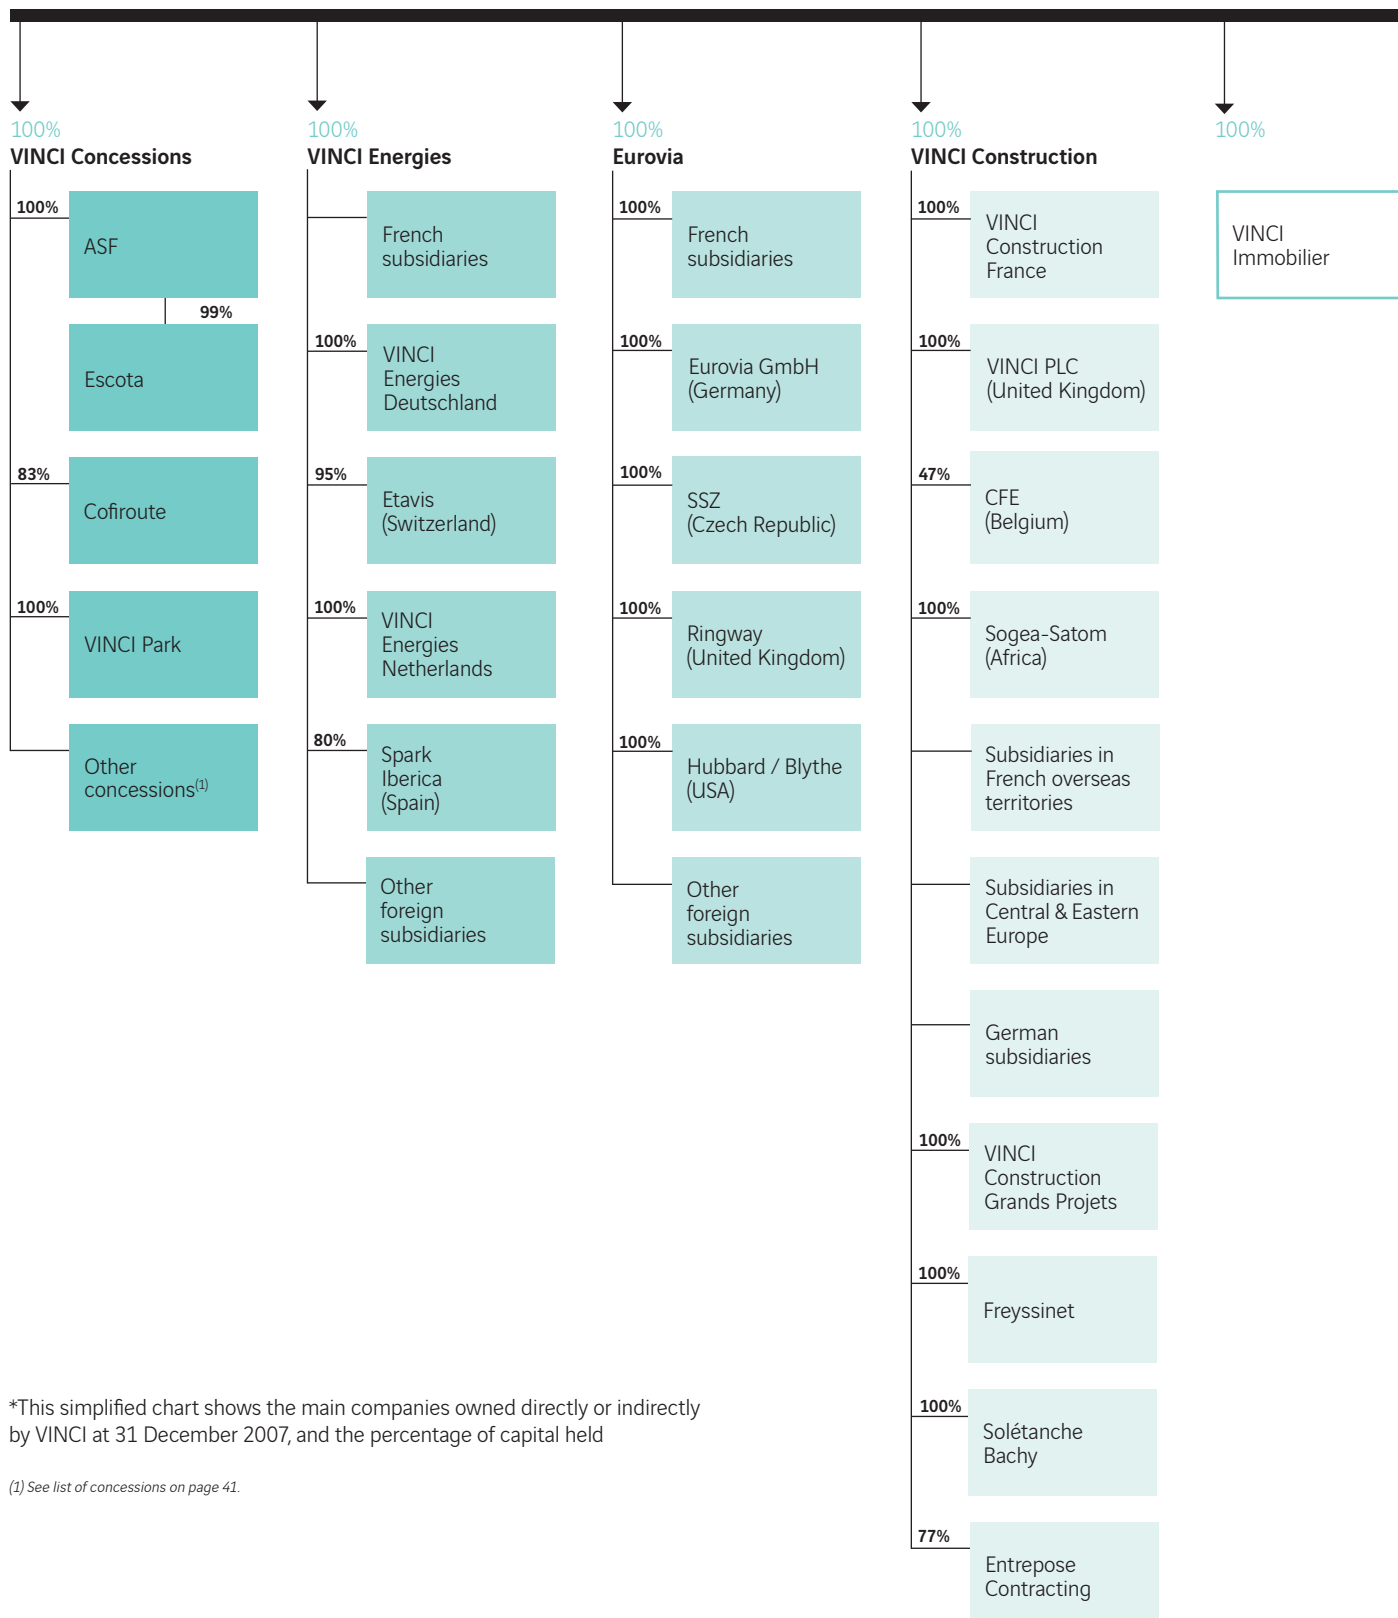 100%
VINCI Concessions
100%
ASF
99%
Escota
83%
Cofiroute
100%
VINCI Park
Other
concessions(1)
100%
VINCI Energies
French
subsidiaries
100%
VINCI
Energies
Deutschland
95%
Etavis
(Switzerland)
100%
VINCI
Energies
Netherlands
80%
Spark
Iberica
(Spain)
Other
foreign
subsidiaries
100%
Eurovia
100%
French
subsidiaries
100%
Eurovia GmbH
(Germany)
100%
SSZ
(Czech Republic)
100%
Ringway
(United Kingdom)
100%
Hubbard / Blythe
(USA)
Other
foreign
subsidiaries
100%
VINCI Construction
100%
VINCI
Construction
France
100%
VINCI PLC
(United Kingdom)
47%
CFE
(Belgium)
100%
Sogea-Satom
(Africa)
Subsidiaries in
French overseas
territories
Subsidiaries in
Central & Eastern
Europe
German
subsidiaries
100%
VINCI
Construction
Grands Projets
100%
Freyssinet
100%
Solétanche
Bachy
77%
Entrepose
Contracting
100%
VINCI
Immobilier
*This simplified chart shows the main companies owned directly or indirectly
by VINCI at 31 December 2007, and the percentage of capital held
(1) See list of concessions on page 41.